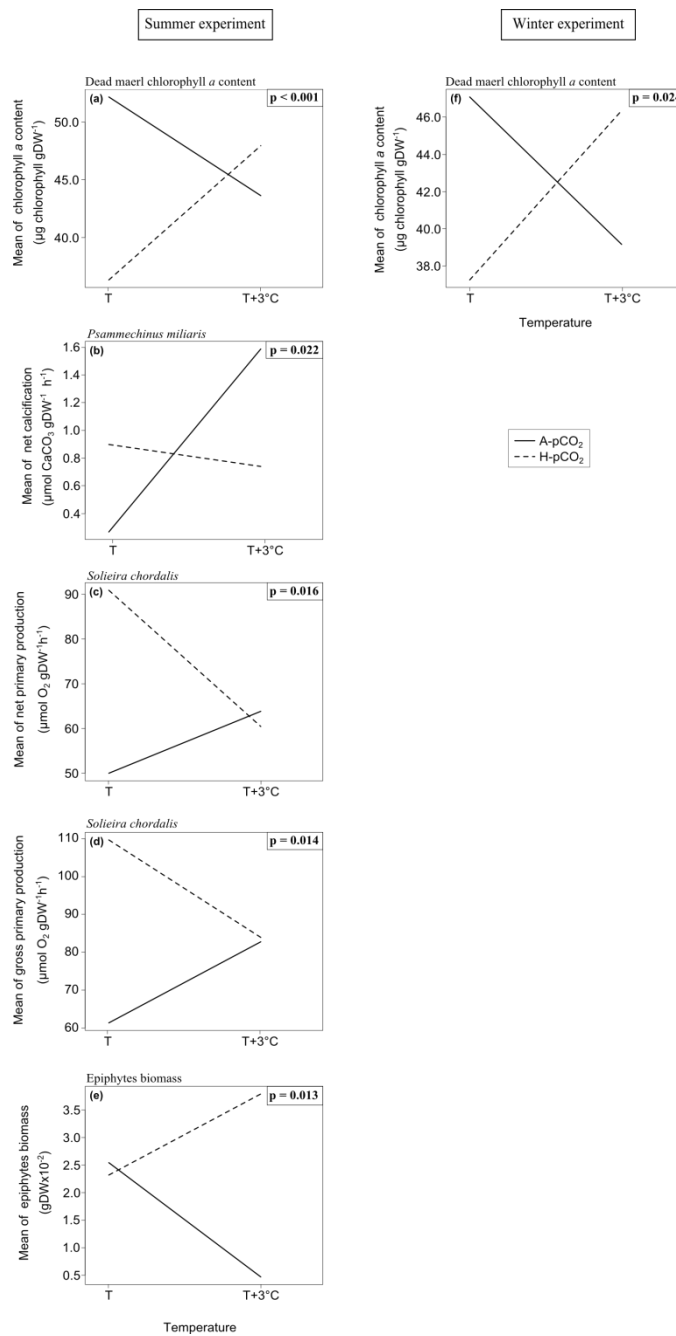 Summer experiment
Winter experiment
Dead maerl chlorophyll a content
(a)
p < 0.001
50.0
45.0
40.0
Mean of chlorophyll a content
(µg chlorophyll gDW⁻¹)
T
T+3°C
Dead maerl chlorophyll a content
(f)
p = 0.024
46.0
44.0
42.0
40.0
38.0
Mean of chlorophyll a content
(µg chlorophyll gDW⁻¹)
T
T+3°C
Temperature
Psammechinus miliaris
(b)
p = 0.022
1.6
1.4
1.2
1.0
0.8
0.6
0.4
Mean of net calcification
(µmol CaCO₃ gDW⁻¹ h⁻¹)
T
T+3°C
A-pCO₂
H-pCO₂
Solieira chordalis
(c)
p = 0.016
90
80
70
60
50
Mean of net primary production
(µmol O₂ gDW⁻¹h⁻¹)
T
T+3°C
Solieira chordalis
(d)
p = 0.014
110
100
90
80
70
60
Mean of gross primary production
(µmol O₂ gDW⁻¹h⁻¹)
T
T+3°C
Epiphytes biomass
(e)
p = 0.013
3.5
3.0
2.5
2.0
1.5
1.0
0.5
Mean of epiphytes biomass
(gDWx10⁻²)
T
T+3°C
Temperature